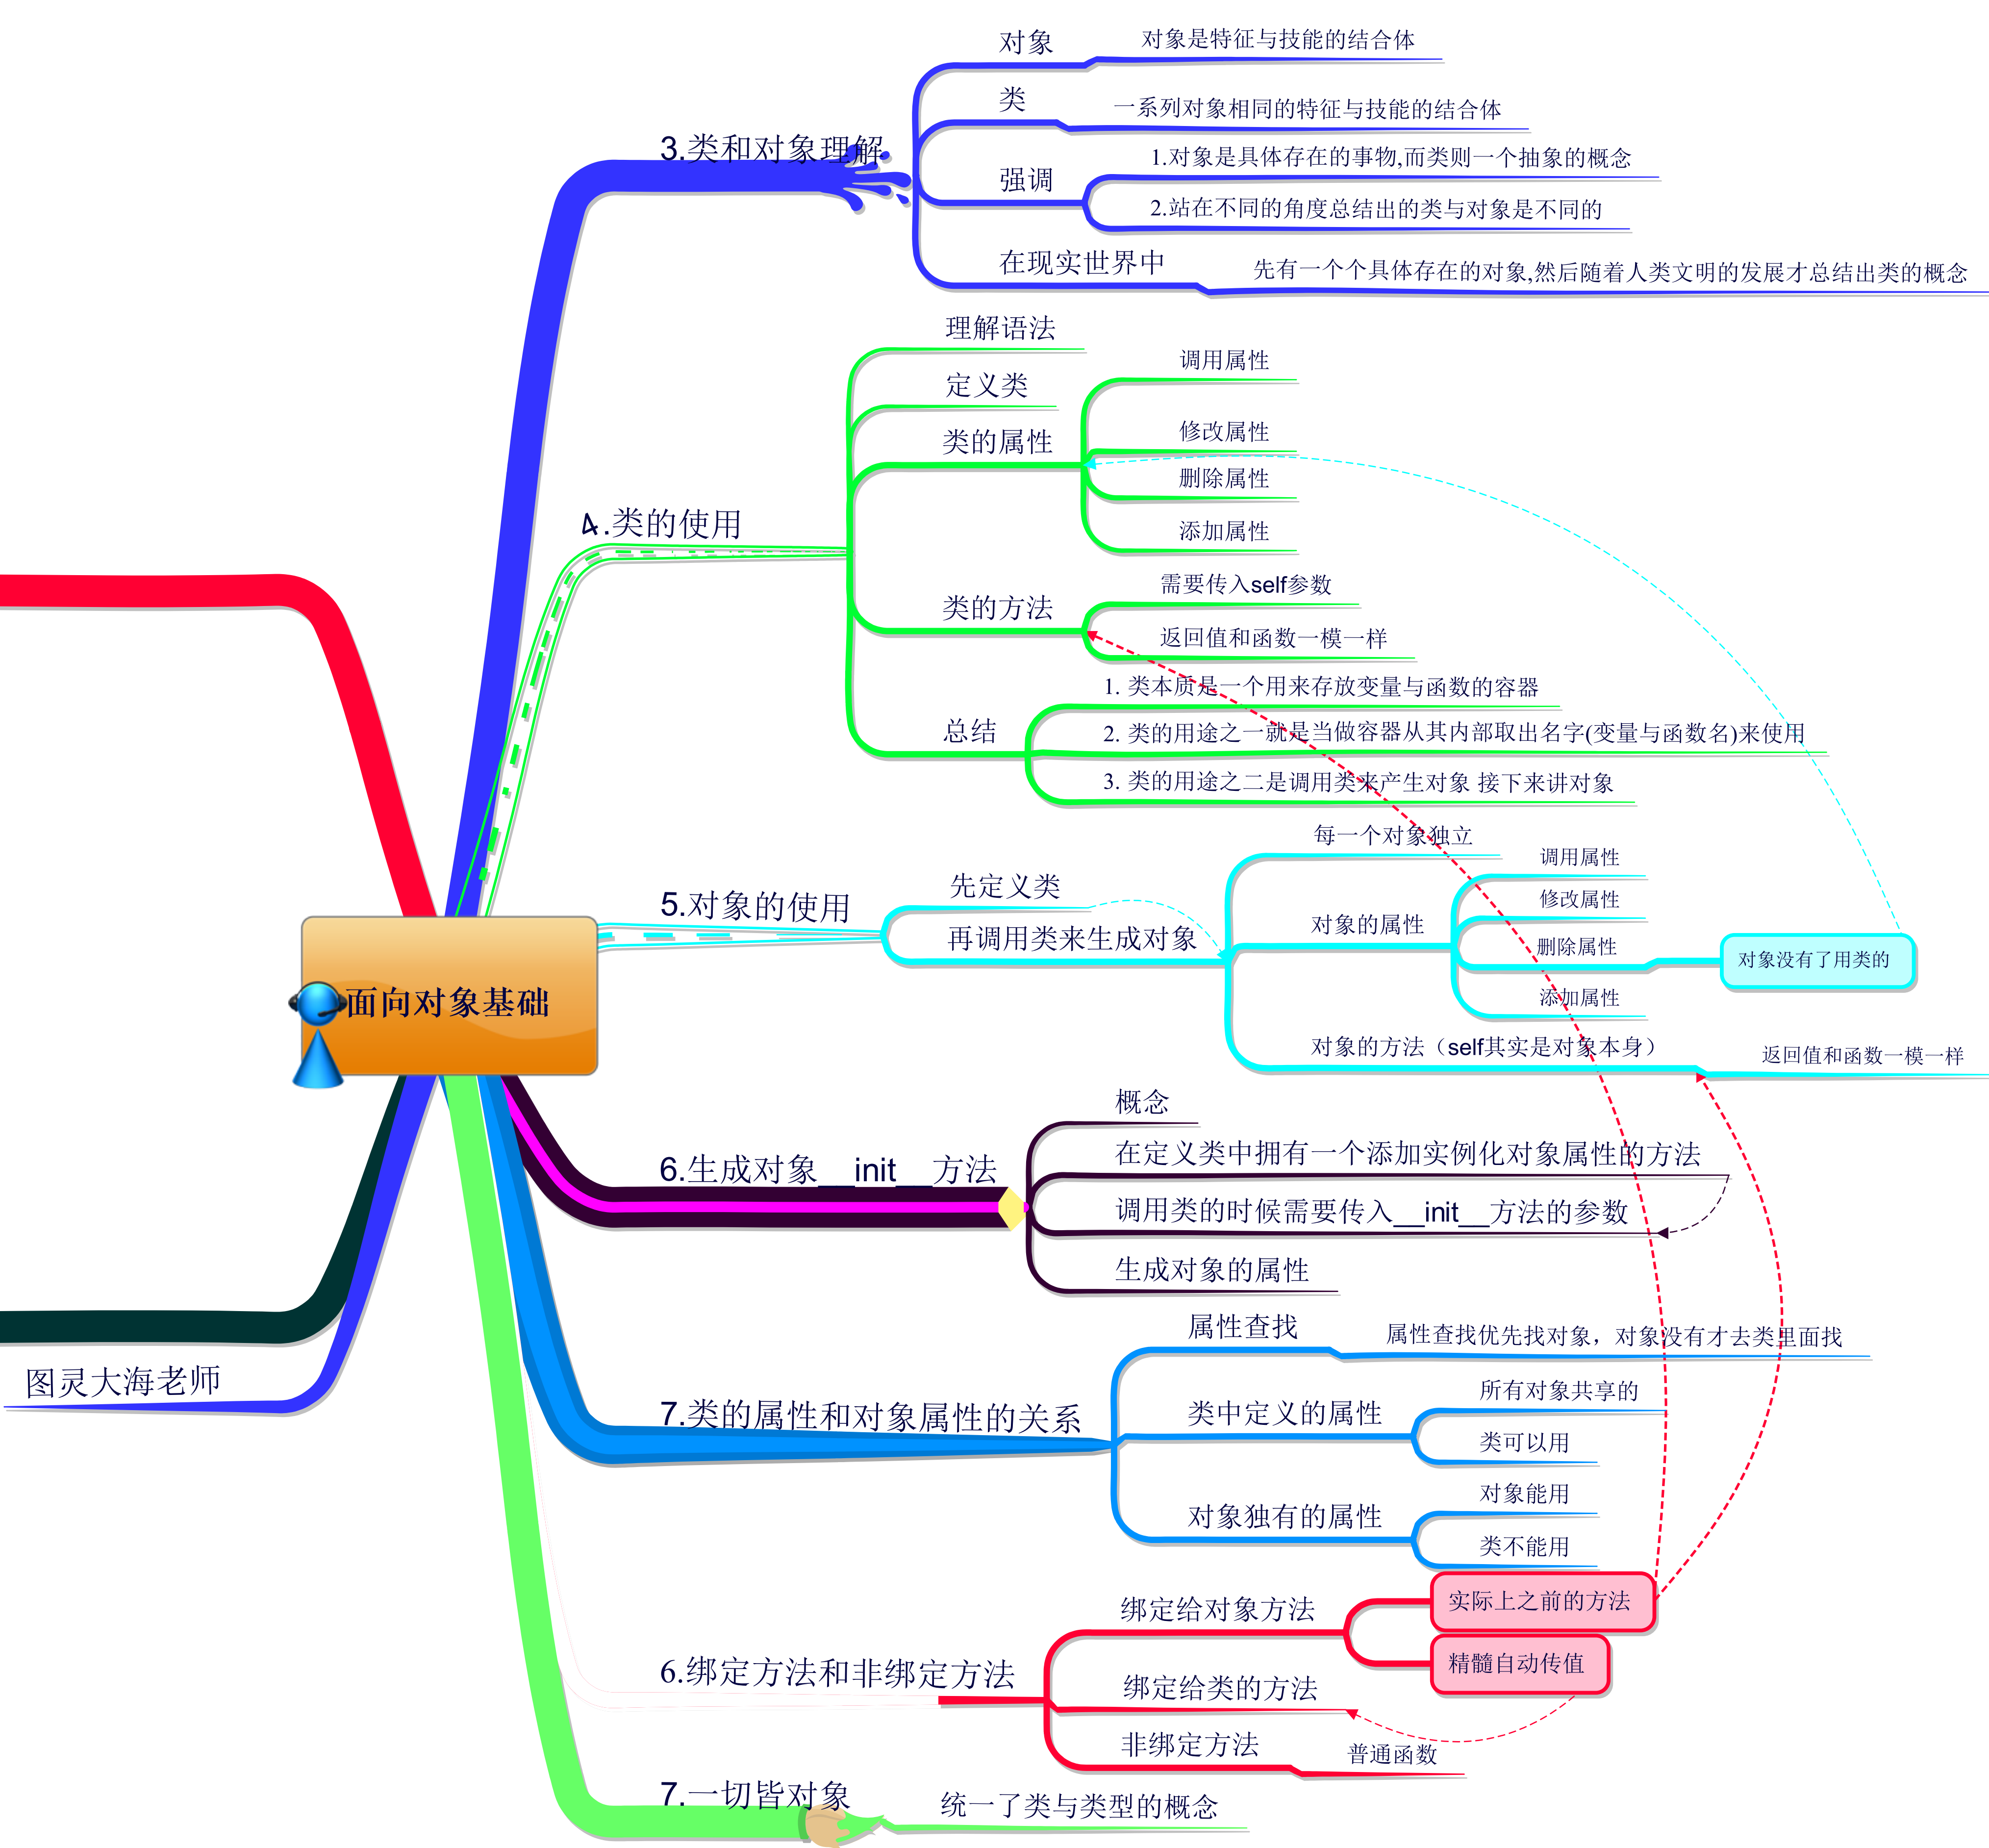 面向对象基础
3.类和对象理解
对象
对象是特征与技能的结合体
类
一系列对象相同的特征与技能的结合体
强调
1.对象是具体存在的事物,而类则一个抽象的概念
2.站在不同的角度总结出的类与对象是不同的
在现实世界中
先有一个个具体存在的对象,然后随着人类文明的发展才总结出类的概念
4.类的使用
理解语法
定义类
类的属性
调用属性
修改属性
删除属性
添加属性
类的方法
需要传入self参数
返回值和函数一模一样
总结
1. 类本质是一个用来存放变量与函数的容器
2. 类的用途之一就是当做容器从其内部取出名字(变量与函数名)来使用
3. 类的用途之二是调用类来产生对象 接下来讲对象
5.对象的使用
先定义类
再调用类来生成对象
每一个对象独立
对象的属性
调用属性
修改属性
删除属性
对象没有了用类的
添加属性
对象的方法（self其实是对象本身）
返回值和函数一模一样
6.生成对象__init__方法
概念
在定义类中拥有一个添加实例化对象属性的方法
调用类的时候需要传入__init__方法的参数
生成对象的属性
7.类的属性和对象属性的关系
属性查找
属性查找优先找对象，对象没有才去类里面找
类中定义的属性
所有对象共享的
类可以用
对象独有的属性
对象能用
类不能用
6.绑定方法和非绑定方法
绑定给对象方法
实际上之前的方法
精髓自动传值
绑定给类的方法
非绑定方法
普通函数
7.一切皆对象
统一了类与类型的概念
图灵大海老师